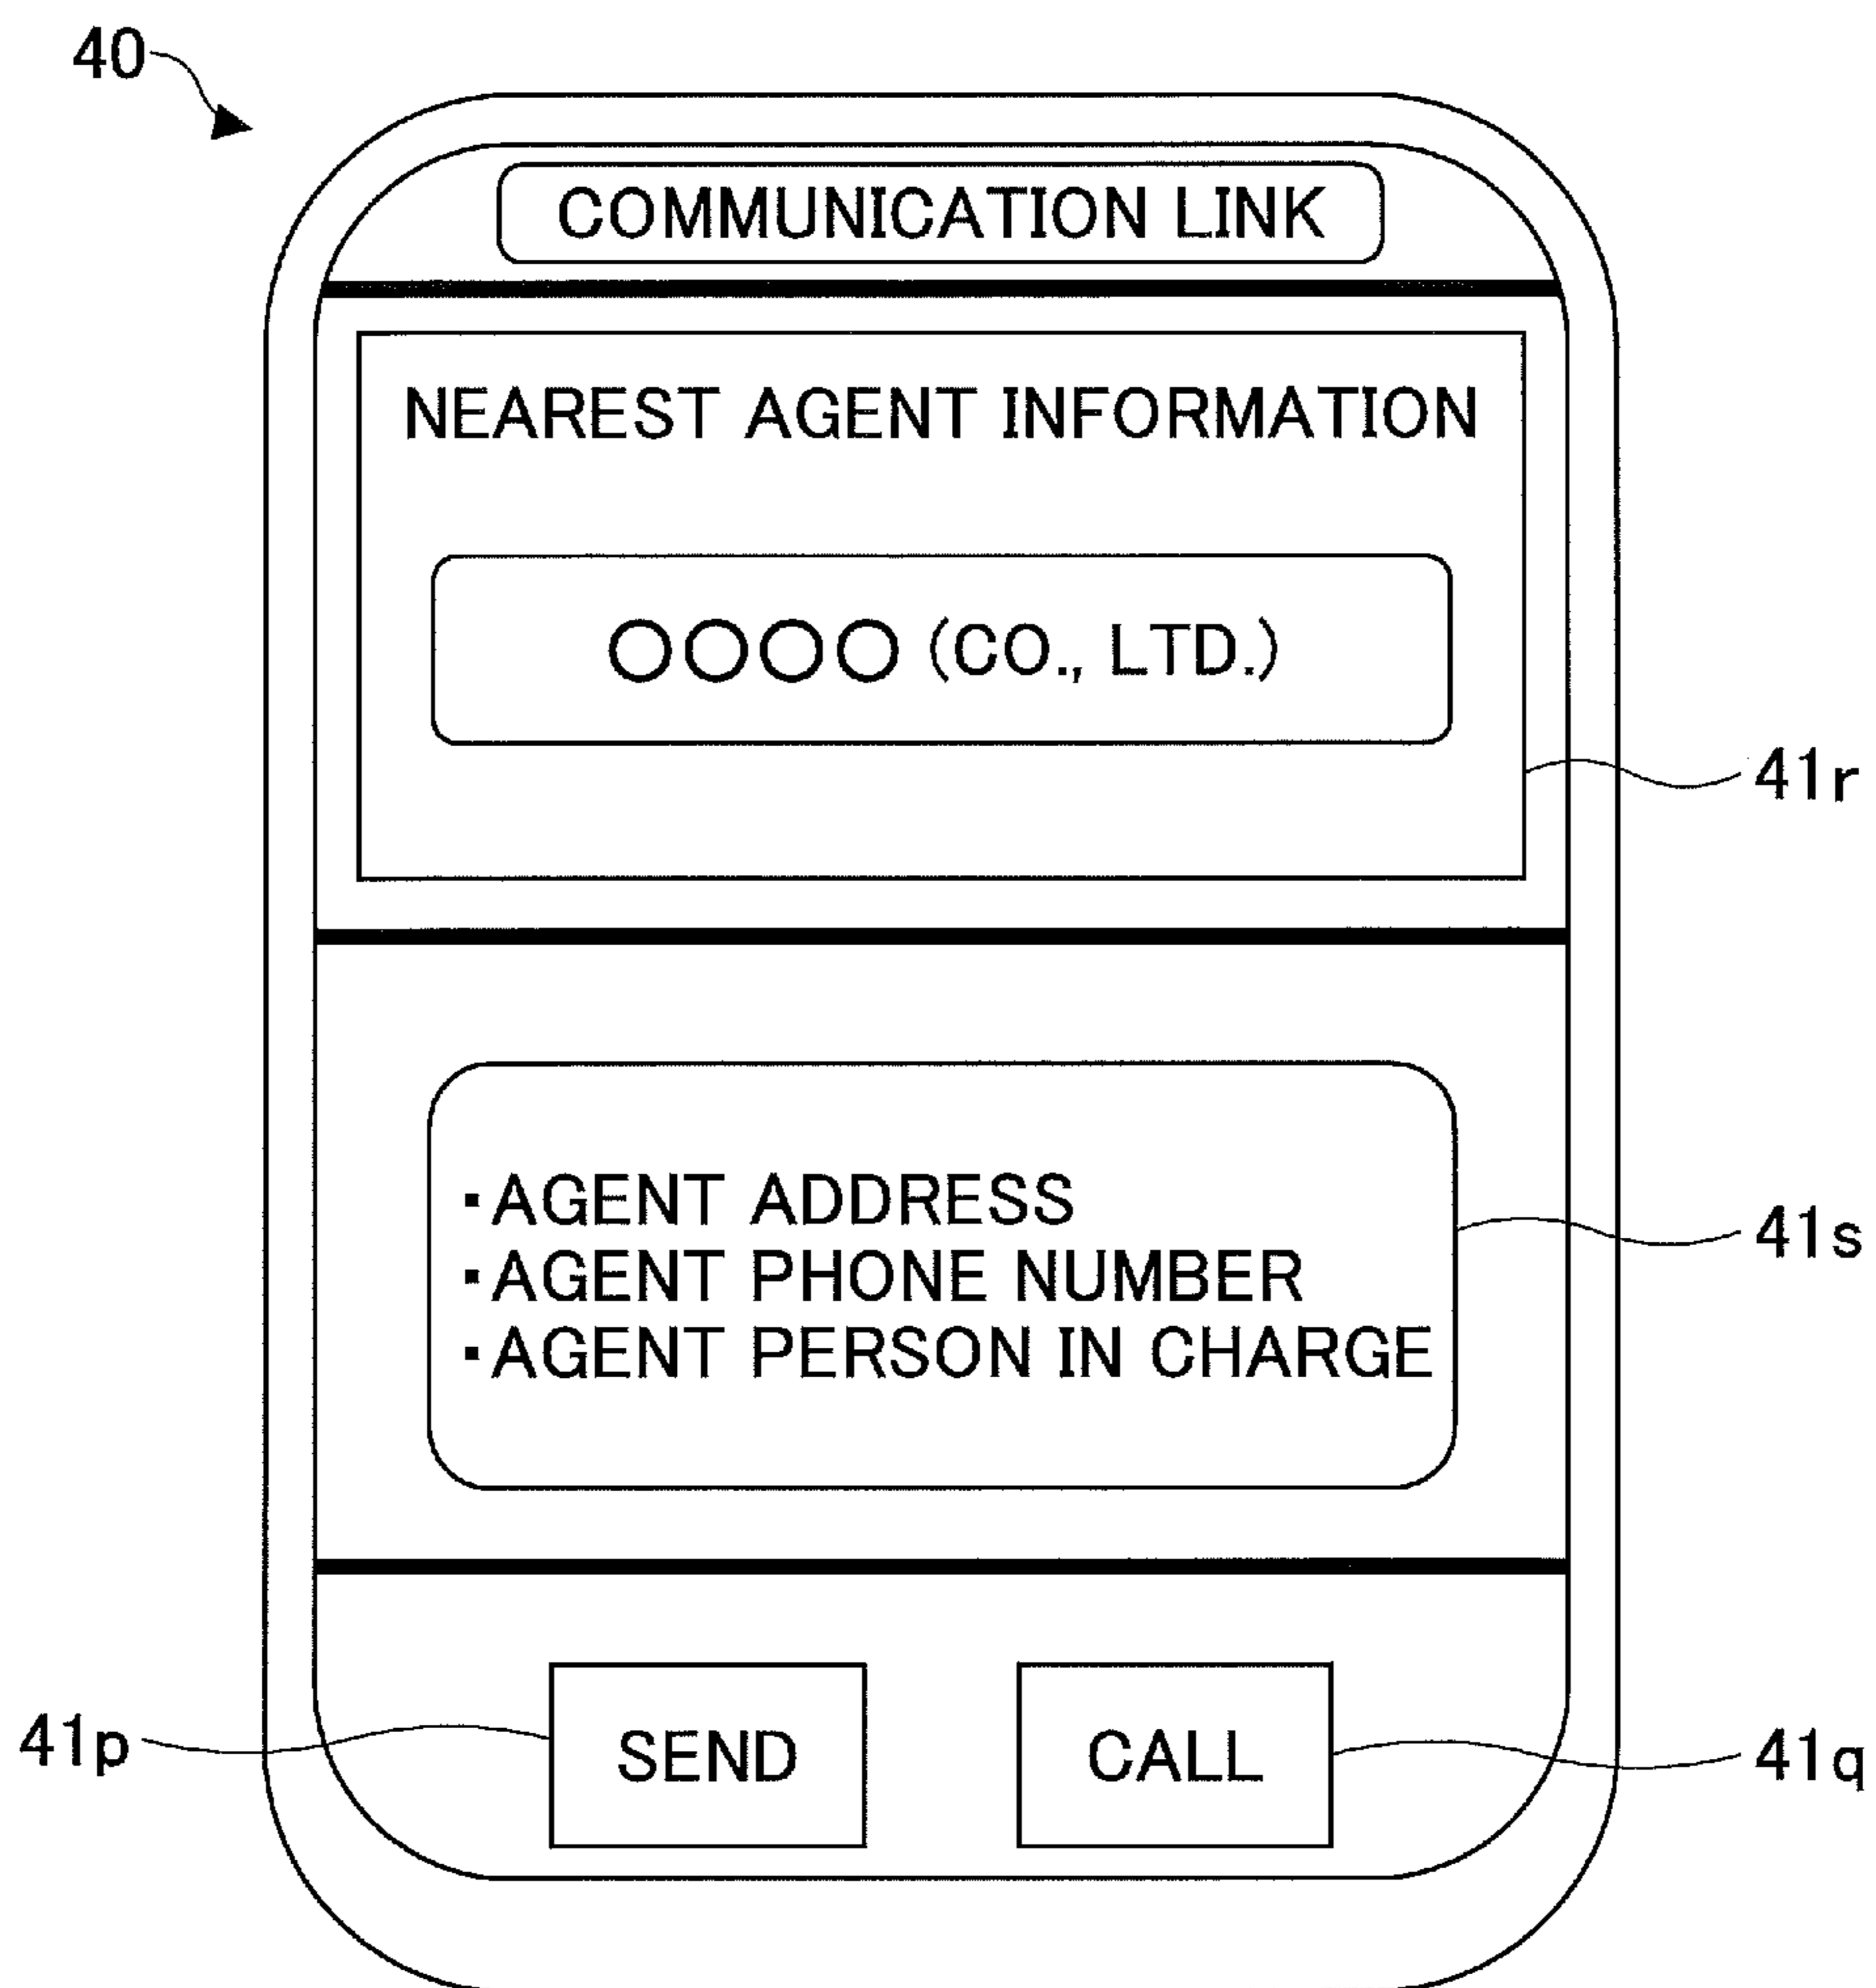 40
COMMUNICATION LINK
NEAREST AGENT INFORMATION
○○○○ (CO., LTD.)
41r
・AGENT ADDRESS
41s
・AGENT PHONE NUMBER
・AGENT PERSON IN CHARGE
41p
SEND
CALL
41q